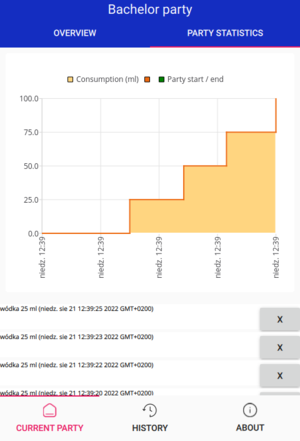 Bachelor party
OVERVIEW
PARTY STATISTICS
Consumption (ml)
Party start / end
100.0
75.0
50.0
25.0
0.0
niedz. 12:39
niedz. 12:39
niedz. 12:39
niedz. 12:39
niedz. 12:39
wódka 25 ml (niedz. sie 21 12:39:25 2022 GMT+0200)
X
wódka 25 ml (niedz. sie 21 12:39:23 2022 GMT+0200)
X
wódka 25 ml (niedz. sie 21 12:39:22 2022 GMT+0200)
X
wódka 25 ml (niedz. sie 21 12:39:20 2022 GMT+0200)
CURRENT PARTY
HISTORY
ABOUT